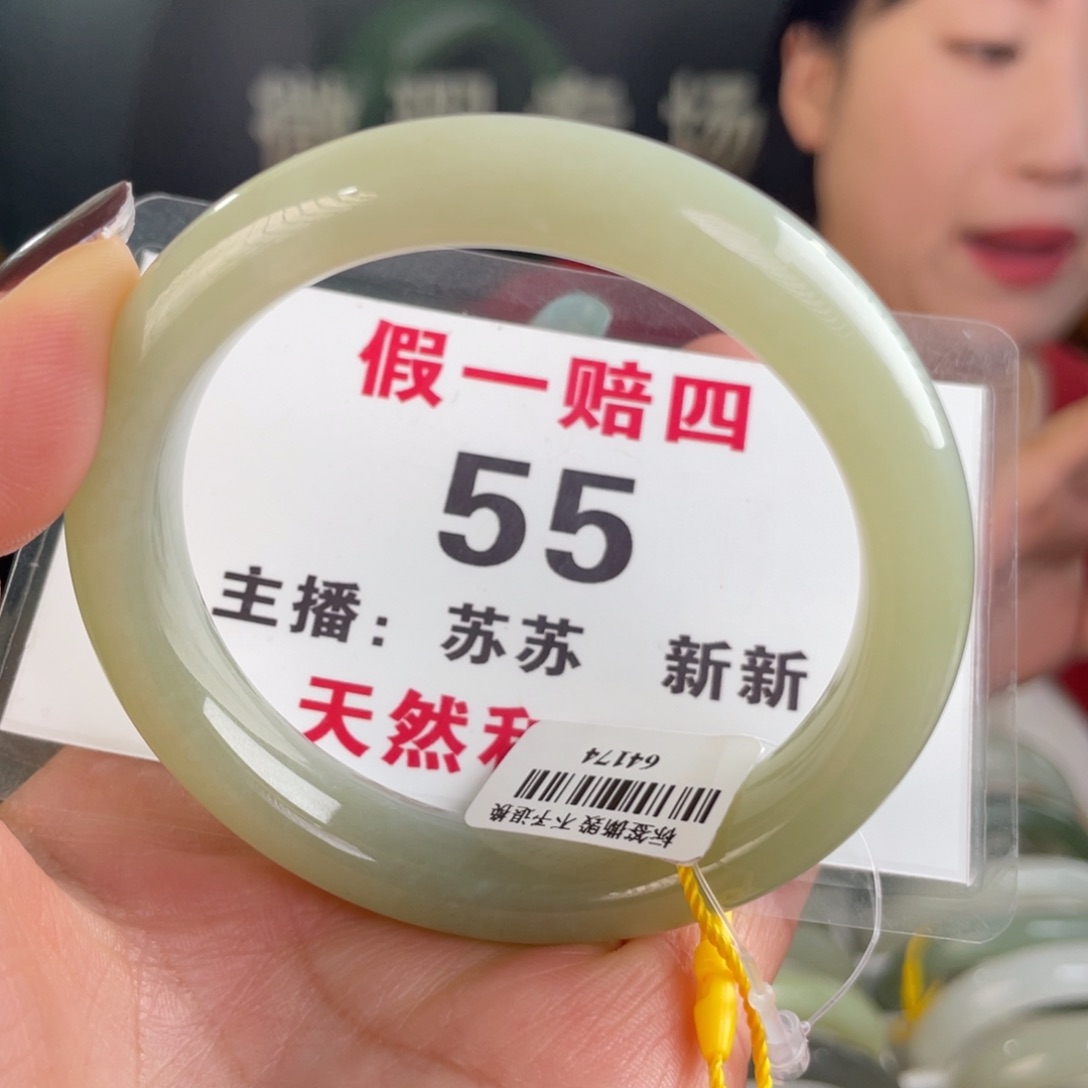 假一赔四
55
主播：苏苏 新新
天然和
64174
标签撕毁不予退换